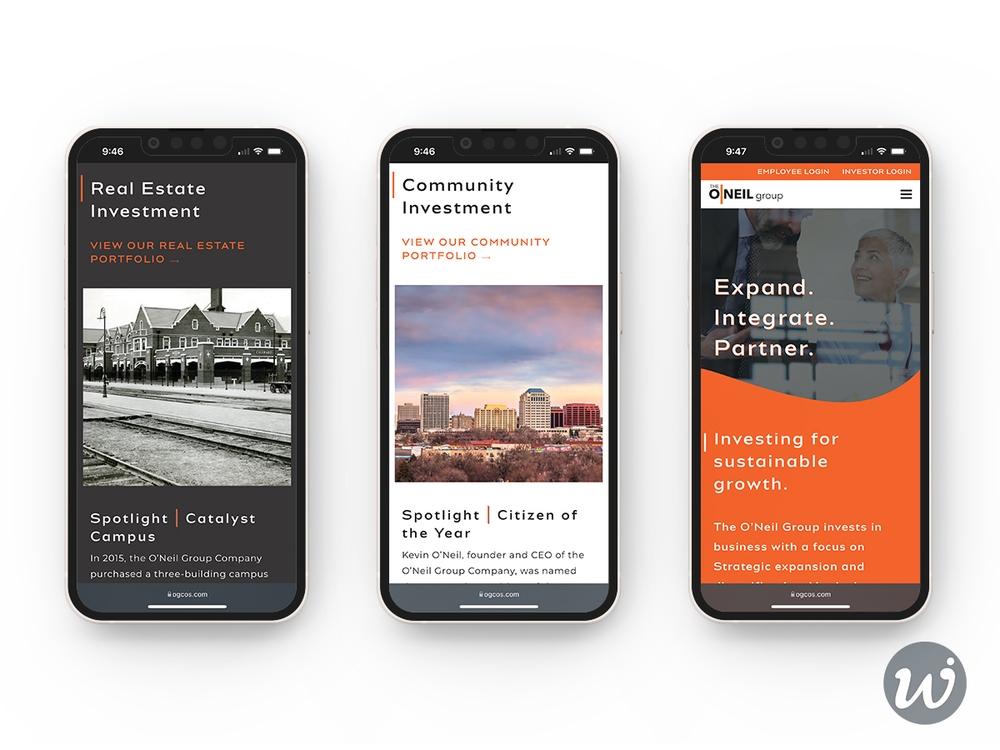 9:46
Real Estate
Investment
VIEW OUR REAL ESTATE
PORTFOLIO →
Spotlight | Catalyst
Campus
In 2015, the O'Neil Group Company
purchased a three-building campus
ogcos.com
9:46
Community
Investment
VIEW OUR COMMUNITY
PORTFOLIO →
Spotlight | Citizen of
the Year
Kevin O'Neil, founder and CEO of the
O'Neil Group Company, was named
ogcos.com
9:47
EMPLOYEE LOGIN INVESTOR LOGIN
THE
O|NEIL group
Expand.
Integrate.
Partner.
Investing for
sustainable
growth.
The O'Neil Group invests in
business with a focus on
Strategic expansion and
ogcos.com
w